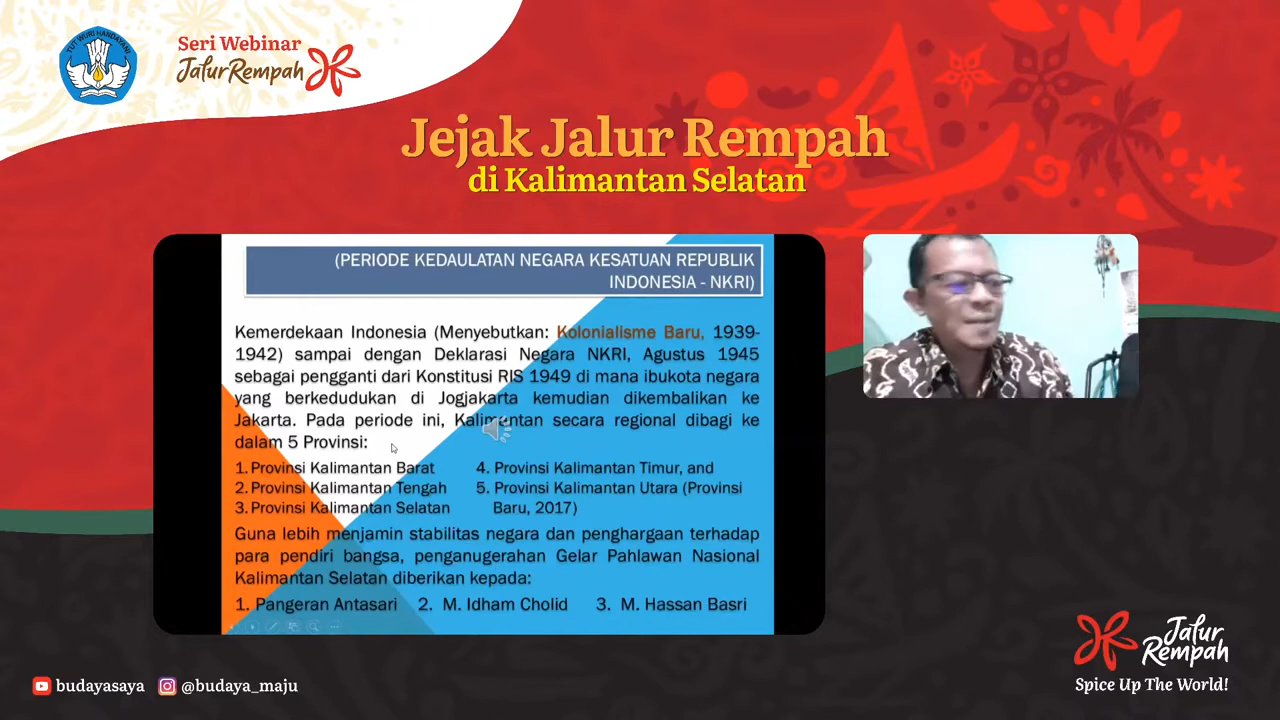 TUT WURI HANDAYANI
Seri Webinar
Jalur Rempah
Jejak Jalur Rempah
di Kalimantan Selatan
(PERIODE KEDAULATAN NEGARA KESATUAN REPUBLIK
INDONESIA - NKRI)
Kemerdekaan Indonesia (Menyebutkan: Kolonialisme Baru, 1939-
1942) sampai dengan Deklarasi Negara NKRI, Agustus 1945
sebagai pengganti dari Konstitusi RIS 1949 di mana ibukota negara
yang berkedudukan di Jogjakarta kemudian dikembalikan ke
Jakarta. Pada periode ini, Kalimantan secara regional dibagi ke
dalam 5 Provinsi:
1. Provinsi Kalimantan Barat
2. Provinsi Kalimantan Tengah
3. Provinsi Kalimantan Selatan
4. Provinsi Kalimantan Timur, and
5. Provinsi Kalimantan Utara (Provinsi
Baru, 2017)
Guna lebih menjamin stabilitas negara dan penghargaan terhadap
para pendiri bangsa, penganugerahan Gelar Pahlawan Nasional
Kalimantan Selatan diberikan kepada:
1. Pangeran Antasari 2. M. Idham Cholid 3. M. Hassan Basri
Jalur
Rempah
Spice Up The World!
budayasaya @budaya_maju